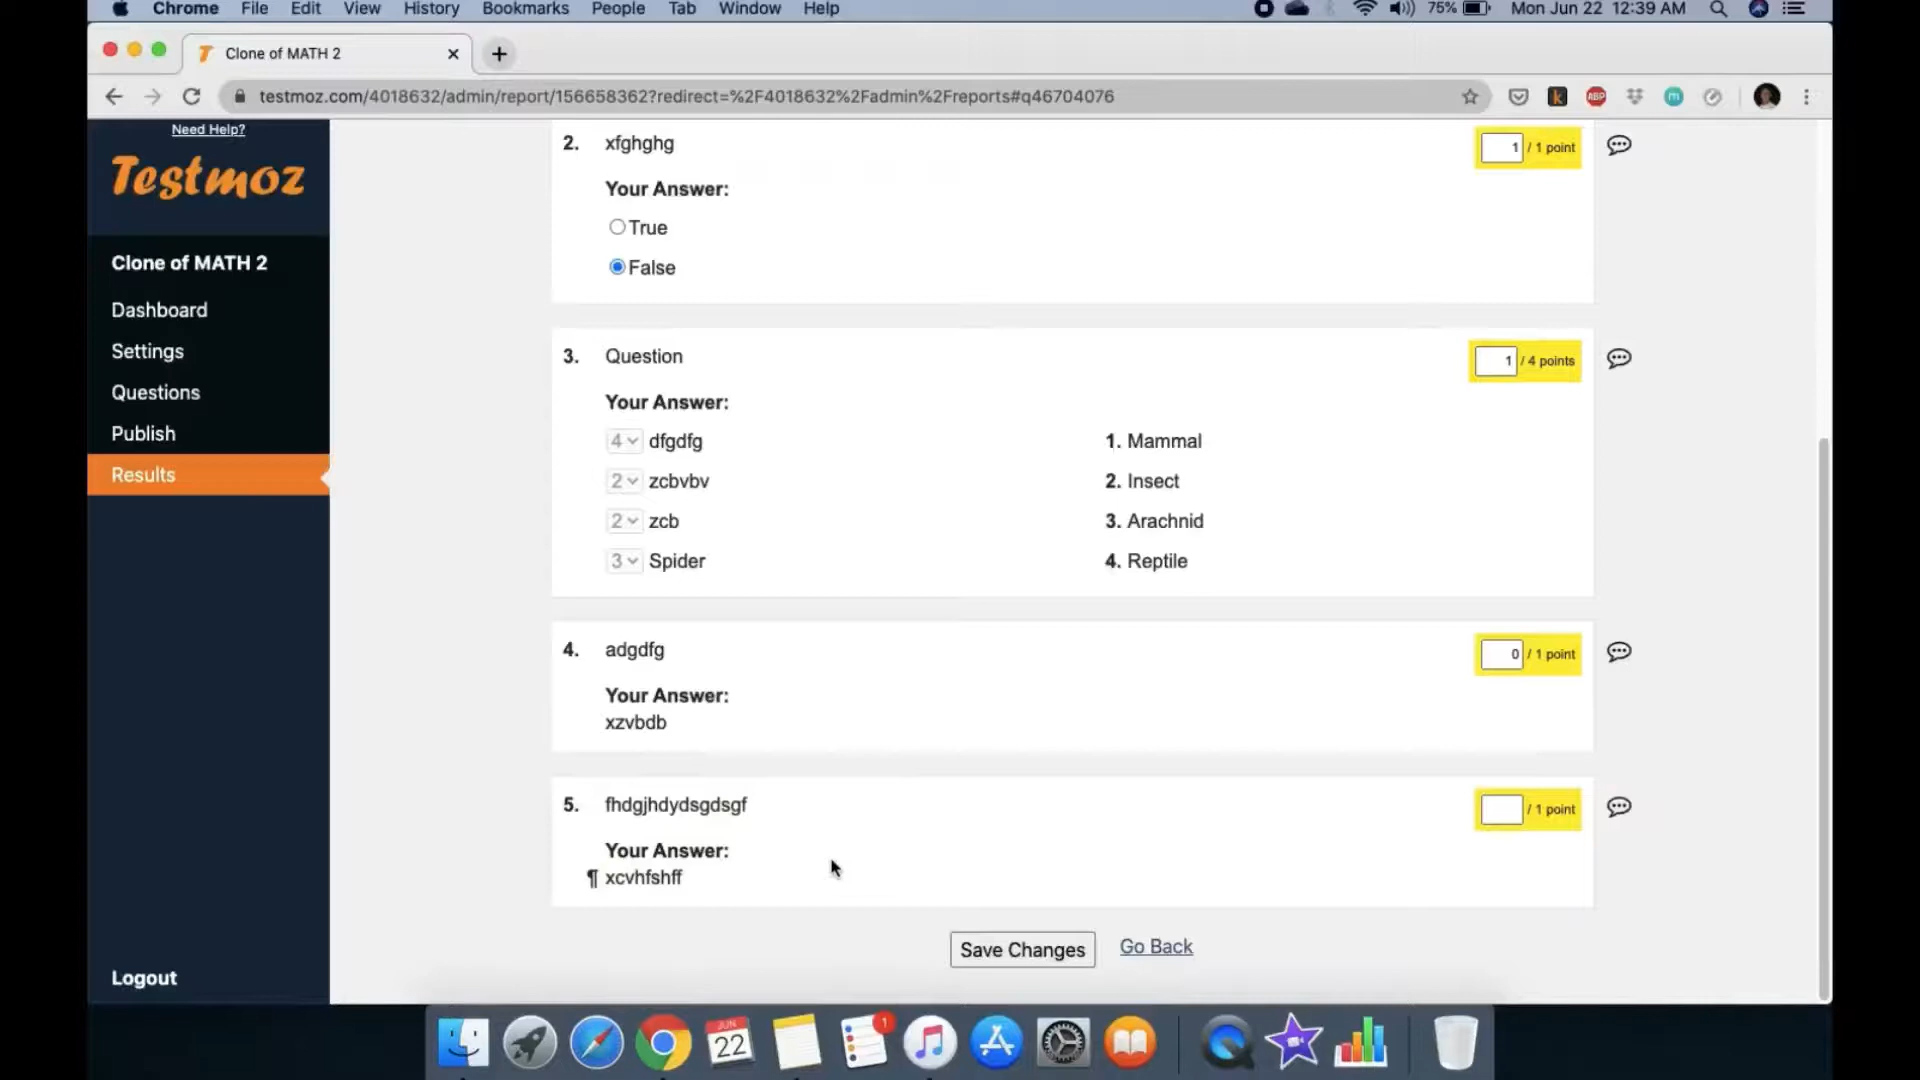 Chrome File Edit View History Bookmarks People Tab Window Help 75% Mon Jun 22 12:39 AM
Clone of MATH 2
testmoz.com/4018632/admin/report/156658362?redirect=%2F4018632%2Fadmin%2Freports#q46704076
ABP
k
m
Need Help?
Testmoz
Clone of MATH 2
Dashboard
Settings
Questions
Publish
Results
Logout
2. xfghghg 1 / 1 point
Your Answer:
True
False
3. Question 1 / 4 points
Your Answer:
4 dfgdfg 1. Mammal
2 zcbvbv 2. Insect
2 zcb 3. Arachnid
3 Spider 4. Reptile
4. adgdfg 0 / 1 point
Your Answer:
xzvbdb
5. fhdgjhdydsgdsgf / 1 point
Your Answer:
¶ xcvhfshff
Save Changes Go Back
JUN
22
1